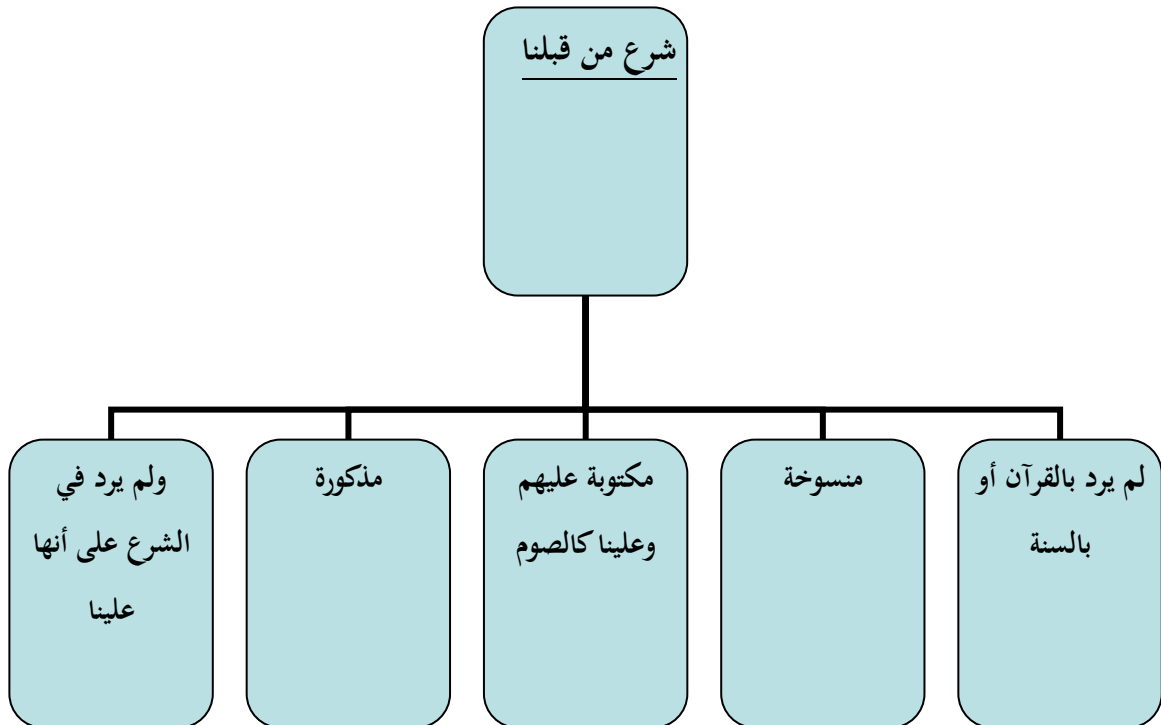 شرع من قبلنا
لم يرد بالقرآن أو
بالسنة
منسوخة
مكتوبة عليهم
وعلينا كالصوم
مذكورة
ولم يرد في
الشرع على أنها
علينا